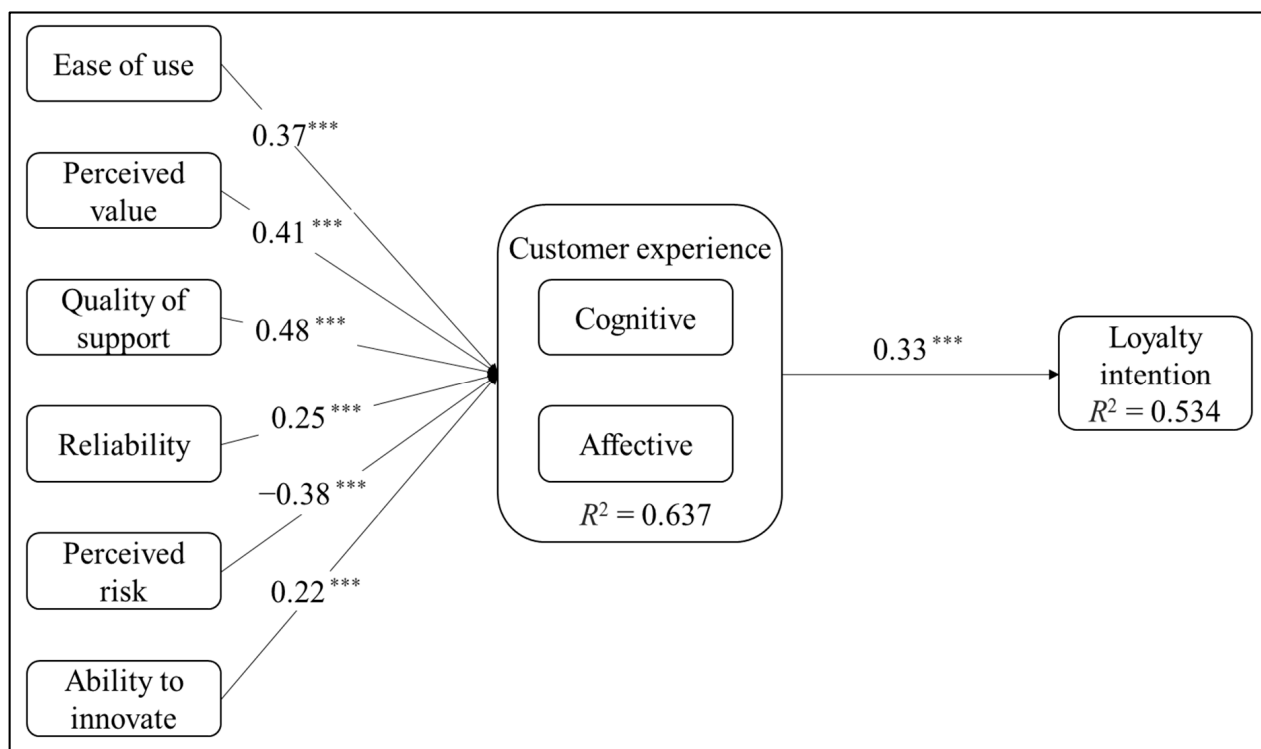 Ease of use
0.37***
Perceived
value
0.41***
Quality of
support
0.48***
Reliability
0.25***
Perceived
risk
−0.38***
Ability to
innovate
0.22***
Customer experience
Cognitive
Affective
R² = 0.637
0.33***
Loyalty
intention
R² = 0.534